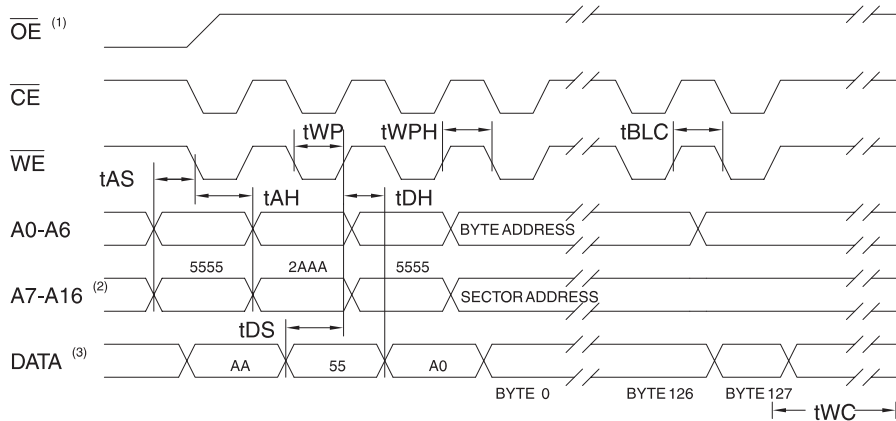 OE (1)
CE
tWP tWPH tBLC
WE
tAS
tAH tDH
A0-A6 BYTE ADDRESS
5555 2AAA 5555
A7-A16 (2) SECTOR ADDRESS
tDS
DATA (3) AA 55 A0
BYTE 0 BYTE 126 BYTE 127
tWC